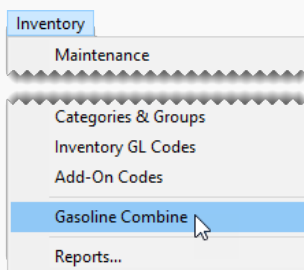 Inventory
Maintenance
Categories & Groups
Inventory GL Codes
Add-On Codes
Gasoline Combine
Reports...